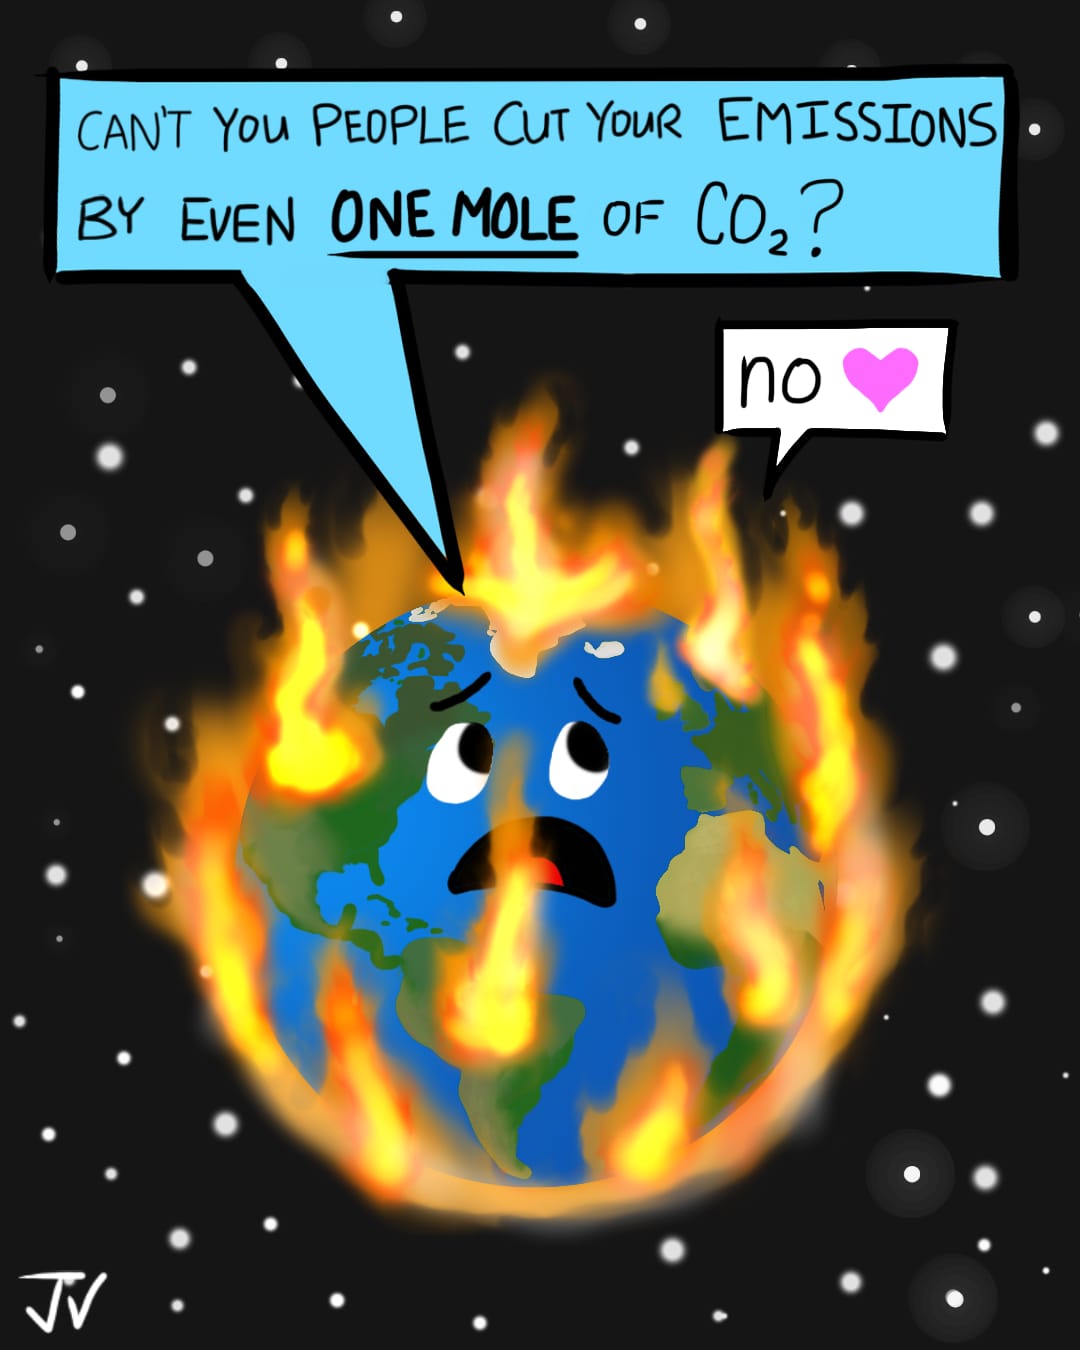 CAN'T YOU PEOPLE CUT YOUR EMISSIONS
BY EVEN ONE MOLE OF CO₂?
no 💗
JV